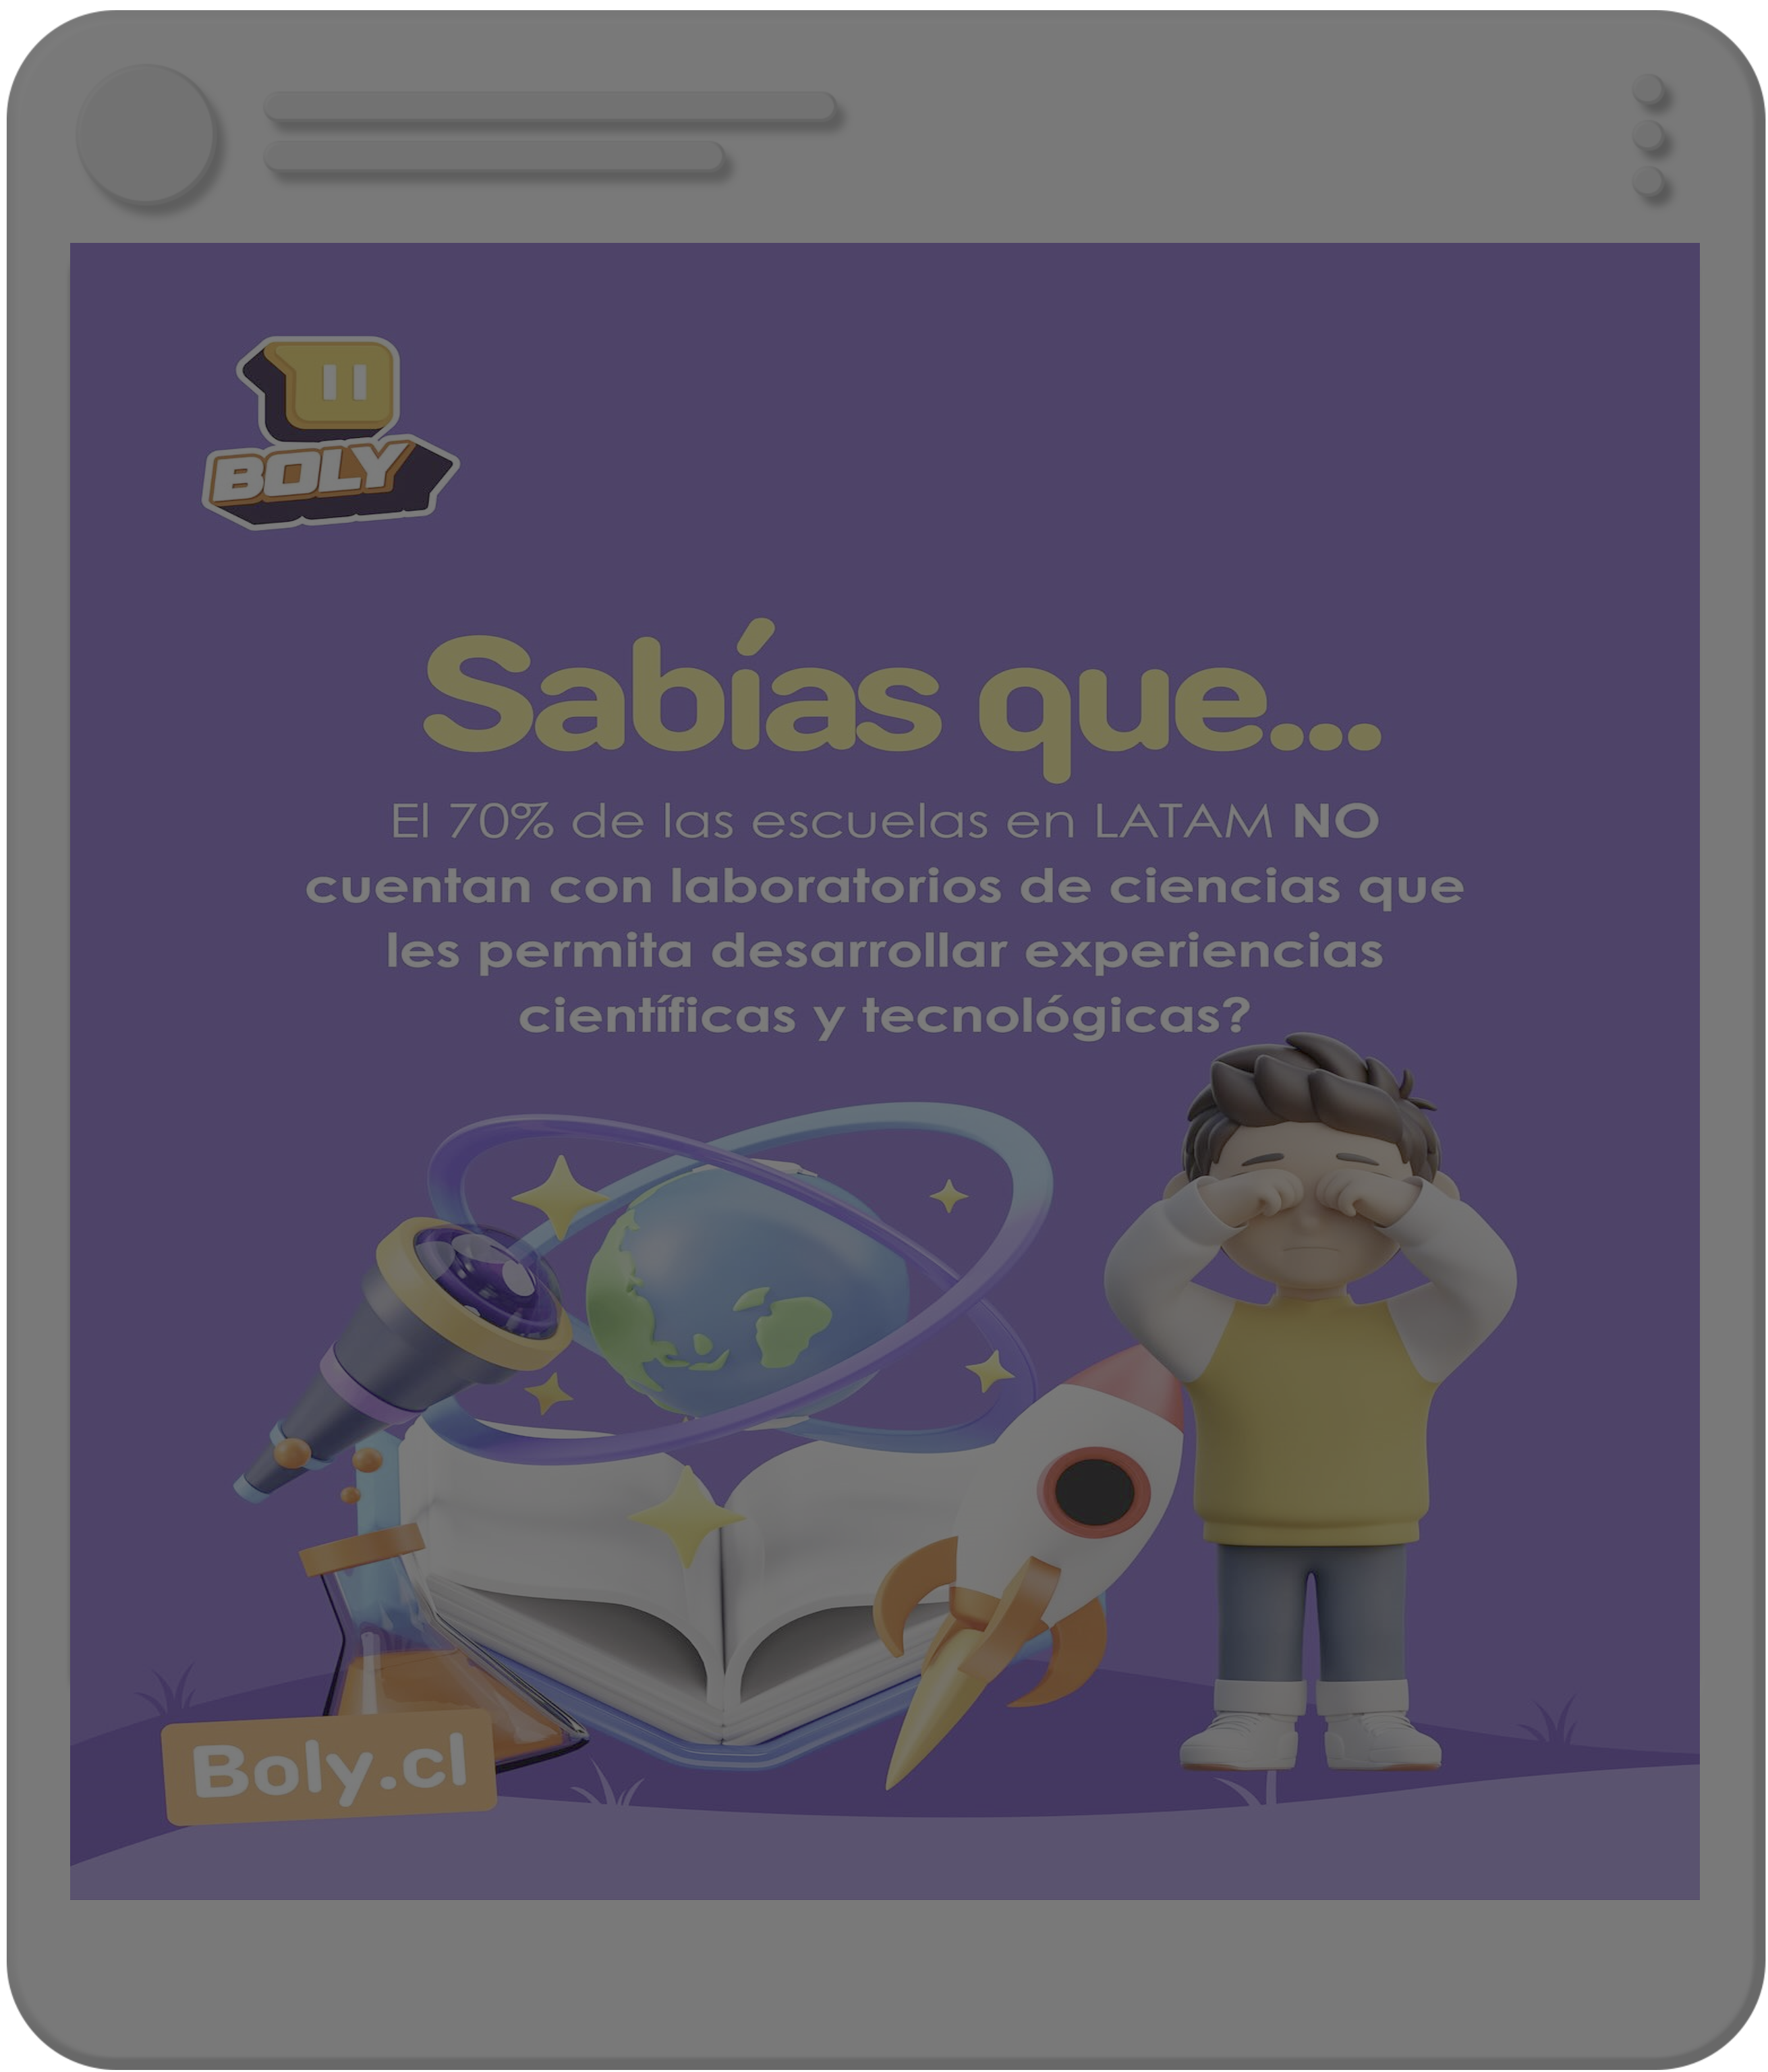 BOLY
Sabías que...
El 70% de las escuelas en LATAM NO
cuentan con laboratorios de ciencias que
les permita desarrollar experiencias
científicas y tecnológicas?
Boly.cl